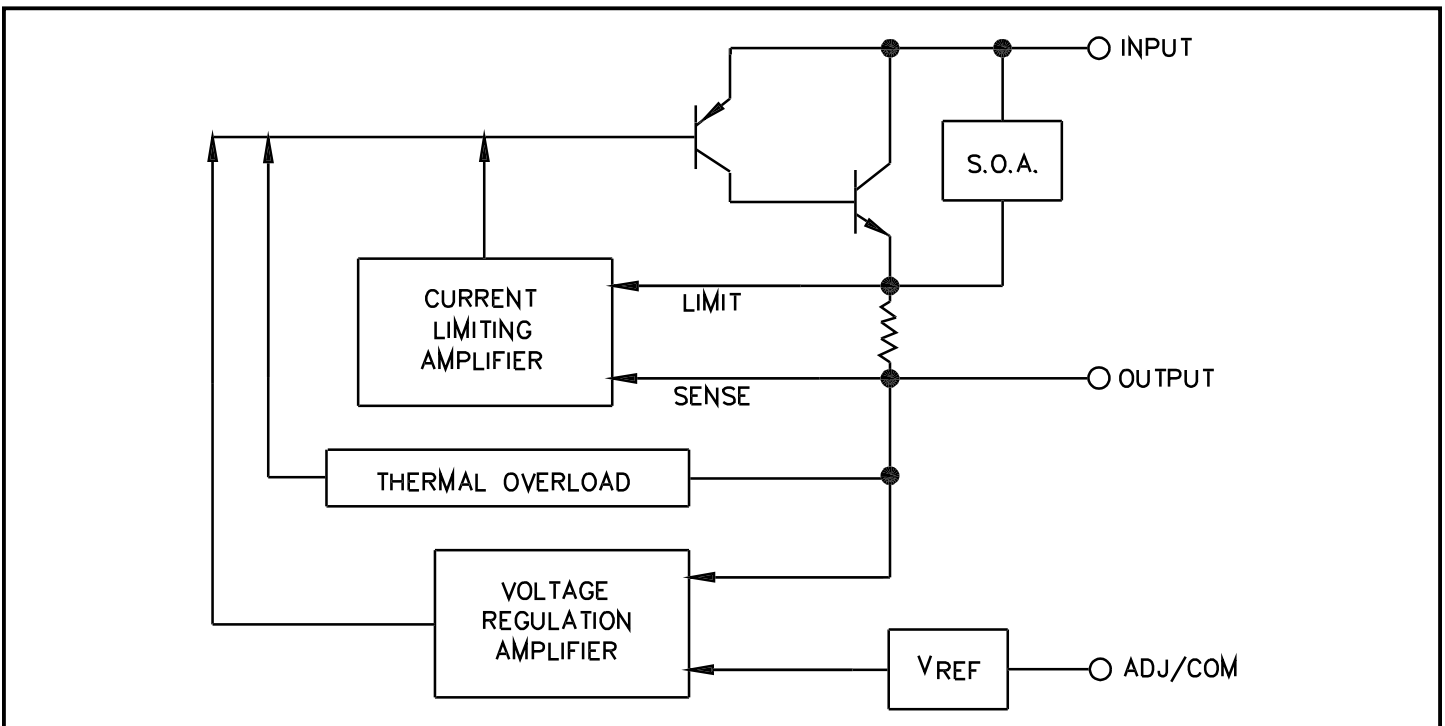 INPUT
S.O.A.
CURRENT
LIMITING
AMPLIFIER
LIMIT
SENSE
OUTPUT
THERMAL OVERLOAD
VOLTAGE
REGULATION
AMPLIFIER
VREF
ADJ/COM